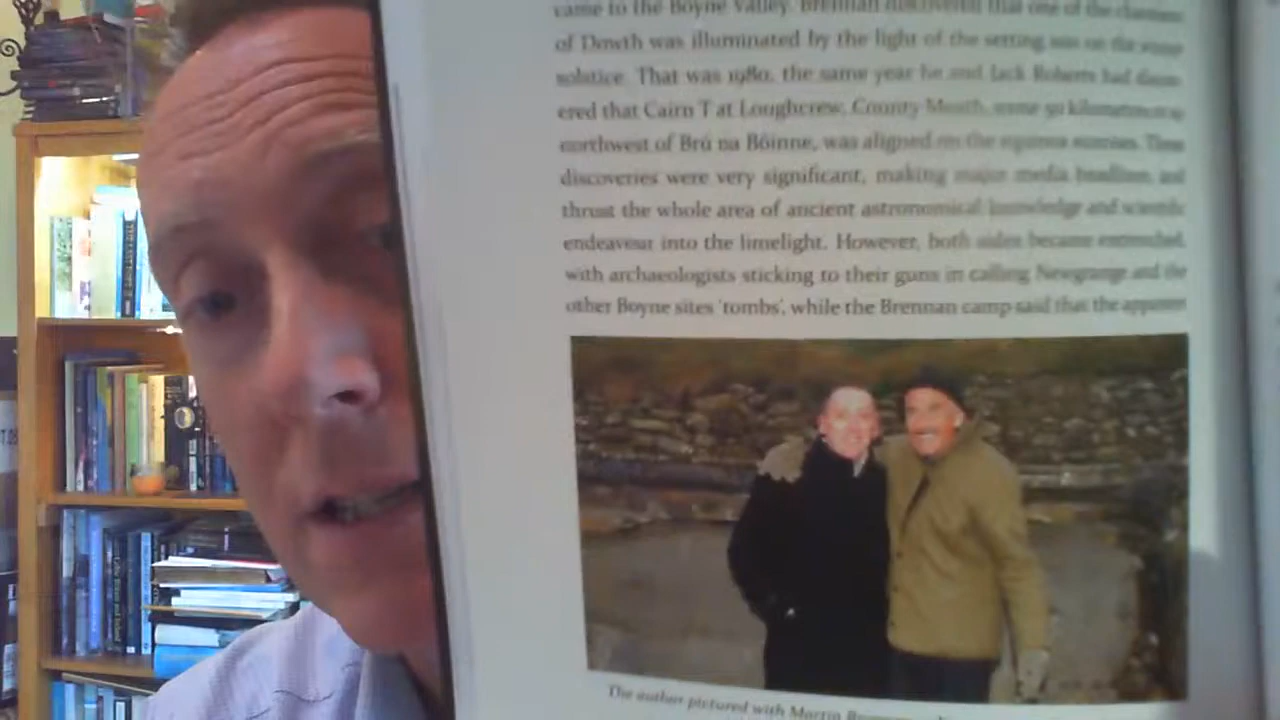 came to the Boyne Valley. Brennan discovered that one of the chambers
of Dowth was illuminated by the light of the setting sun on the same
solstice. That was 1980, the same year he and Jack Roberts had discov-
ered that Cairn T at Loughcrew, County Meath, some 50 kilometres
northwest of Brú na Bóinne, was aligned on the equinox sunrises. These
discoveries were very significant, making major media headlines, and
thrust the whole area of ancient astronomical knowledge and scientific
endeavour into the limelight. However, both sides became entrenched,
with archaeologists sticking to their guns in calling Newgrange and the
other Boyne sites 'tombs', while the Brennan camp said that the apparent
The author pictured with Martin